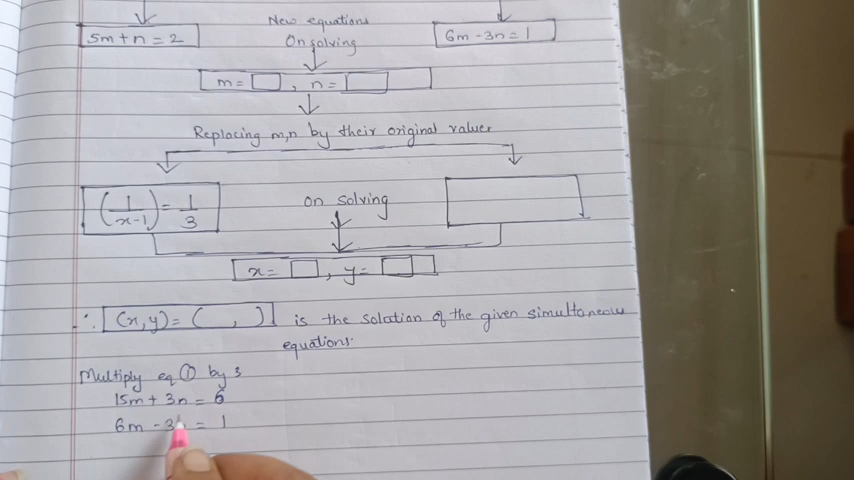 New equations
5m + n = 2
On solving
6m - 3n = 1
m = , n =
Replacing m,n by their original values
(1/x-1) = 1/3
on solving
x = , y =
∴ (x,y) = ( , ) is the solution of the given simultaneous
equations.
Multiply eq ① by 3
15m + 3n = 6
6m - 3n = 1